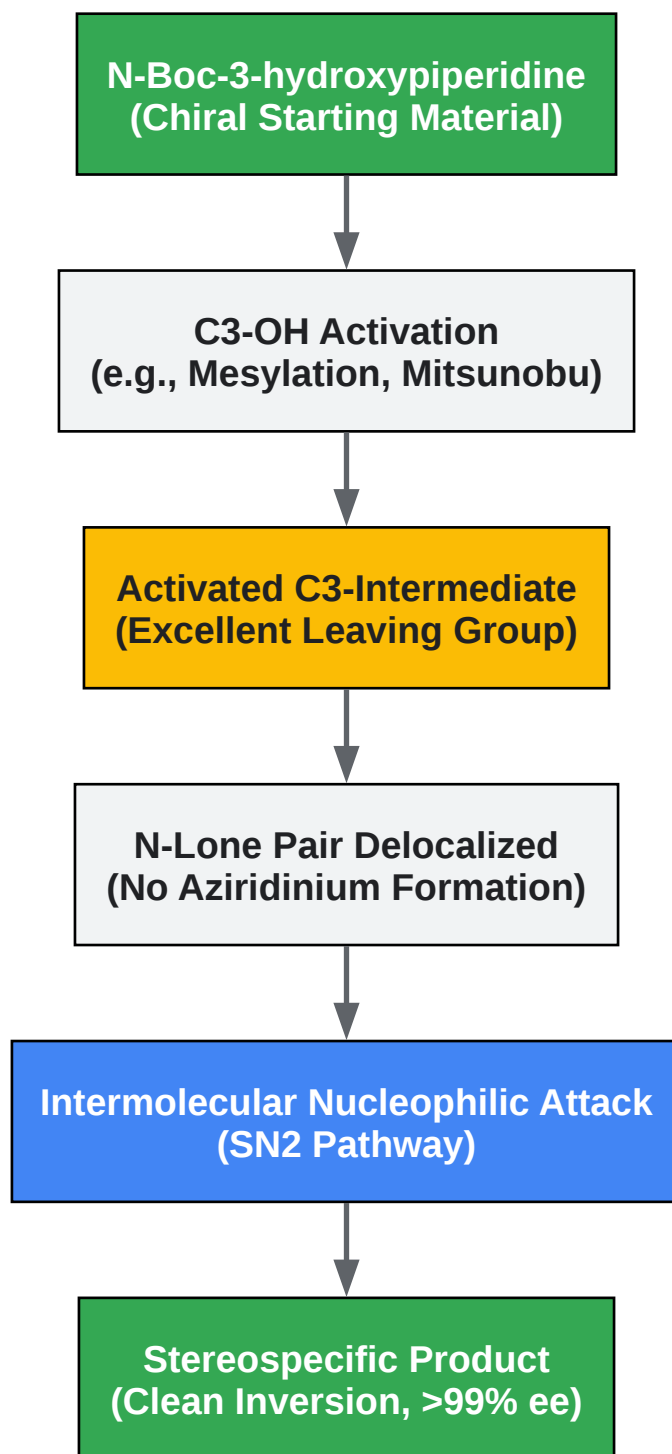 N-Boc-3-hydroxypiperidine
(Chiral Starting Material)
C3-OH Activation
(e.g., Mesylation, Mitsunobu)
Activated C3-Intermediate
(Excellent Leaving Group)
N-Lone Pair Delocalized
(No Aziridinium Formation)
Intermolecular Nucleophilic Attack
(SN2 Pathway)
Stereospecific Product
(Clean Inversion, >99% ee)